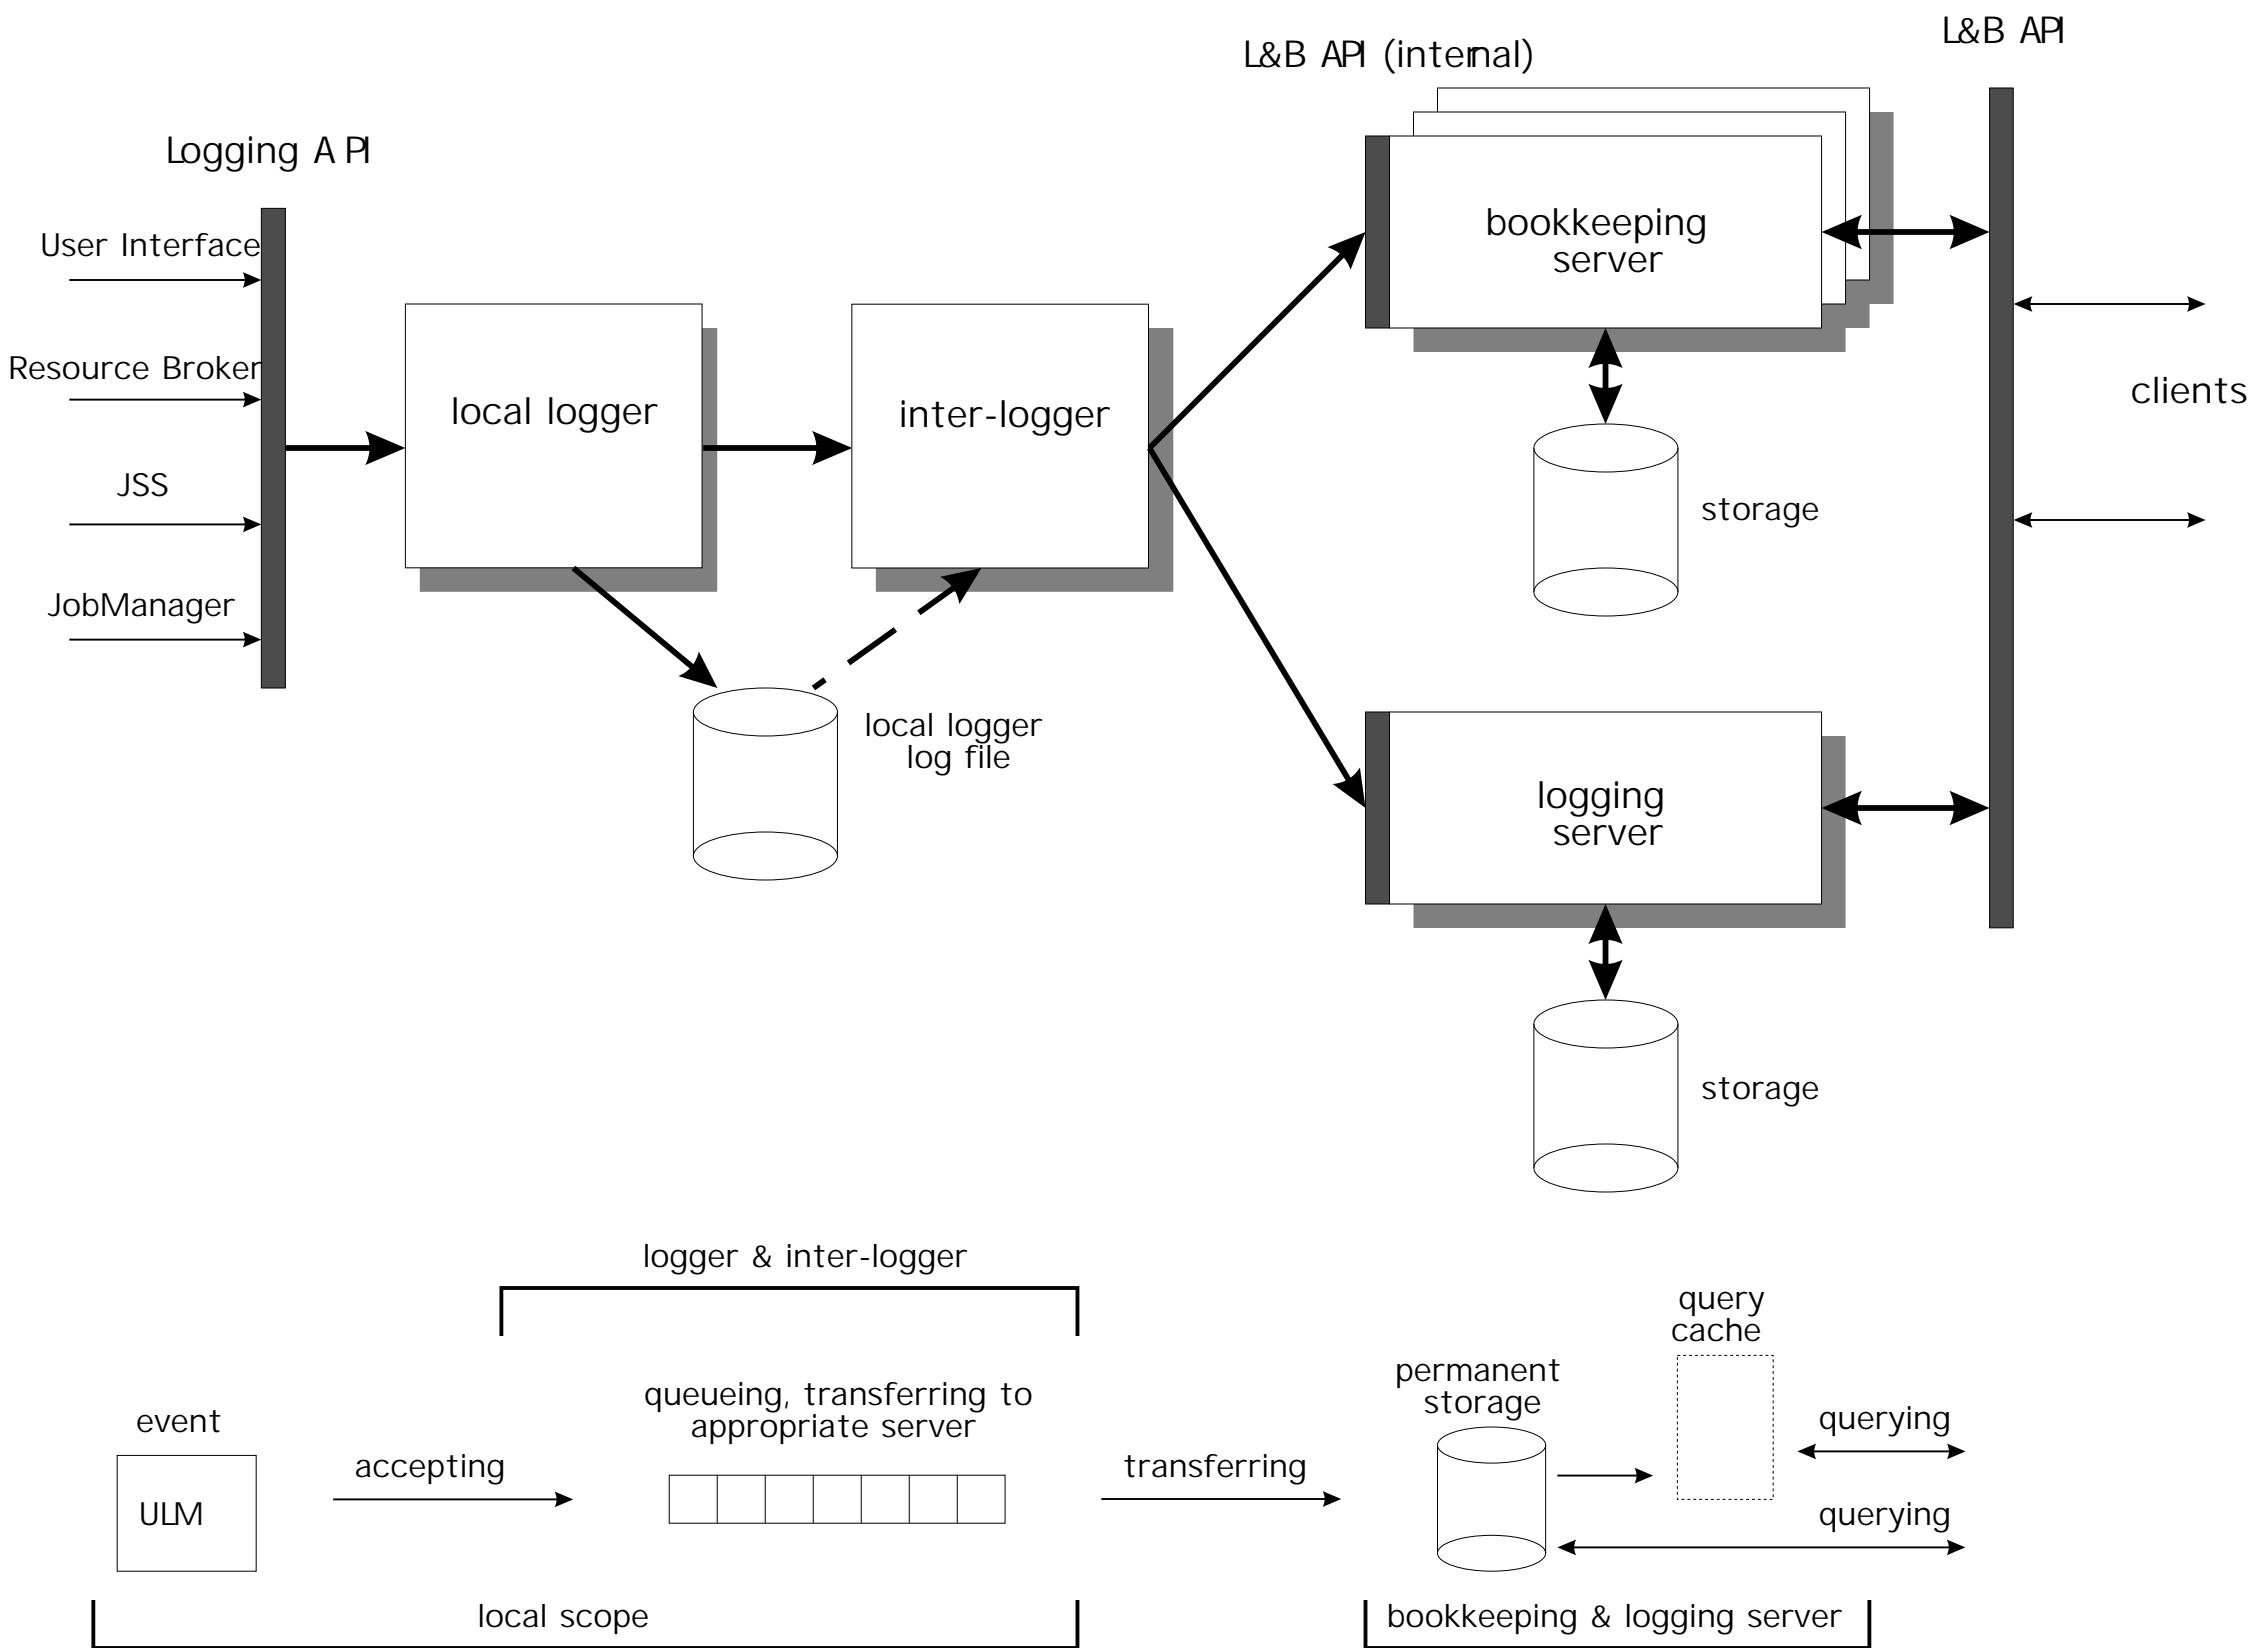 L&B API
L&B API (internal)
Logging API
User Interface
bookkeeping
server
Resource Broker
clients
local logger
inter-logger
JSS
storage
JobManager
local logger
log file
logging
server
storage
logger & inter-logger
query
cache
permanent
storage
queueing, transferring to
appropriate server
event
querying
accepting
transferring
ULM
querying
local scope
bookkeeping & logging server